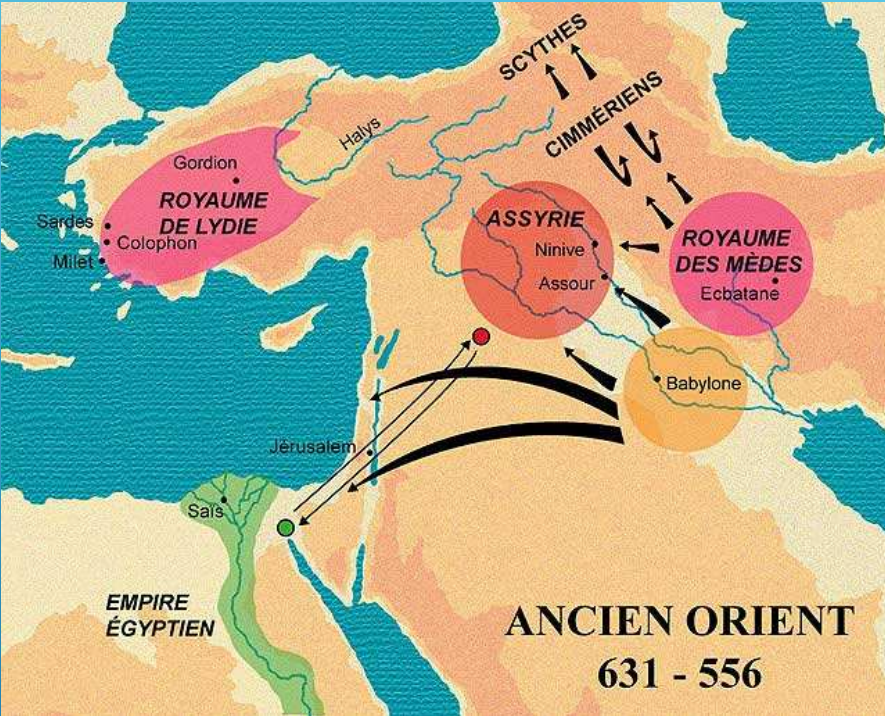 SCYTHES
CIMMÉRIENS
Halys
Gordion
ROYAUME
DE LYDIE
Sardes
Colophon
Milet
ASSYRIE
Ninive
Assour
ROYAUME
DES MÈDES
Ecbatane
Babylone
Jérusalem
Saïs
EMPIRE
ÉGYPTIEN
ANCIEN ORIENT
631 - 556